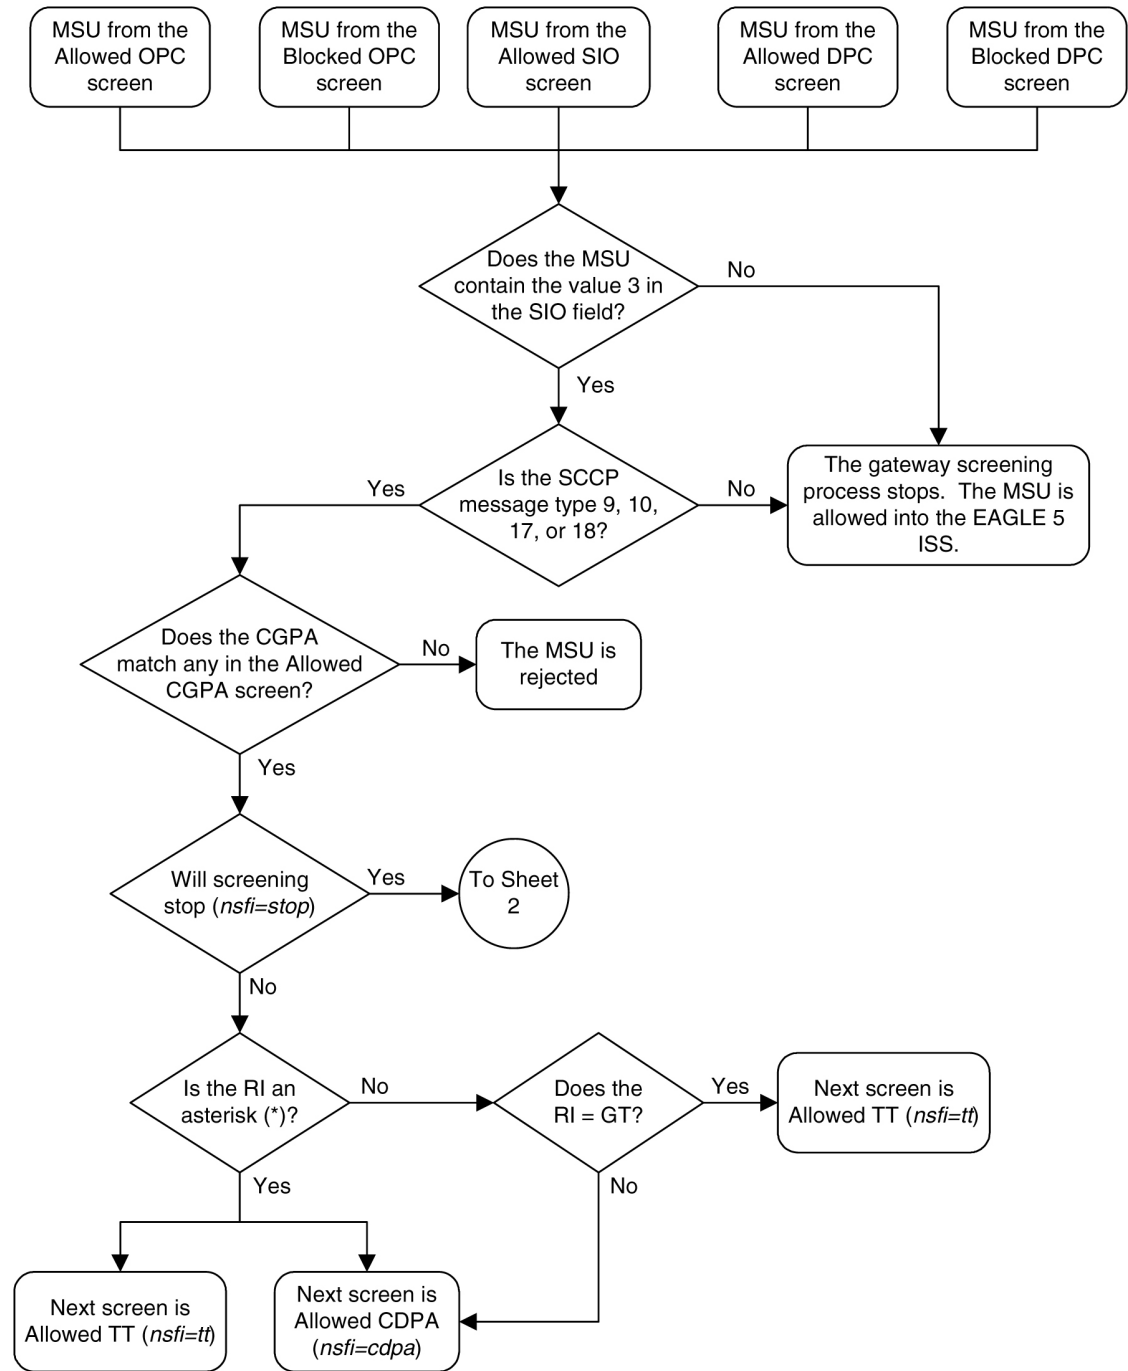 MSU from the
Allowed OPC
screen
MSU from the
Blocked OPC
screen
MSU from the
Allowed SIO
screen
MSU from the
Allowed DPC
screen
MSU from the
Blocked DPC
screen
Does the MSU
contain the value 3 in
the SIO field?
No
Yes
Is the SCCP
message type 9, 10,
17, or 18?
Yes
No
The gateway screening
process stops.  The MSU is
allowed into the EAGLE 5
ISS.
Does the CGPA
match any in the Allowed
CGPA screen?
No
The MSU is
rejected
Yes
Will screening
stop (nsfi=stop)
Yes
To Sheet
2
No
Is the RI an
asterisk (*)?
No
Does the
RI = GT?
Yes
Next screen is
Allowed TT (nsfi=tt)
Yes
No
Next screen is
Allowed TT (nsfi=tt)
Next screen is
Allowed CDPA
(nsfi=cdpa)